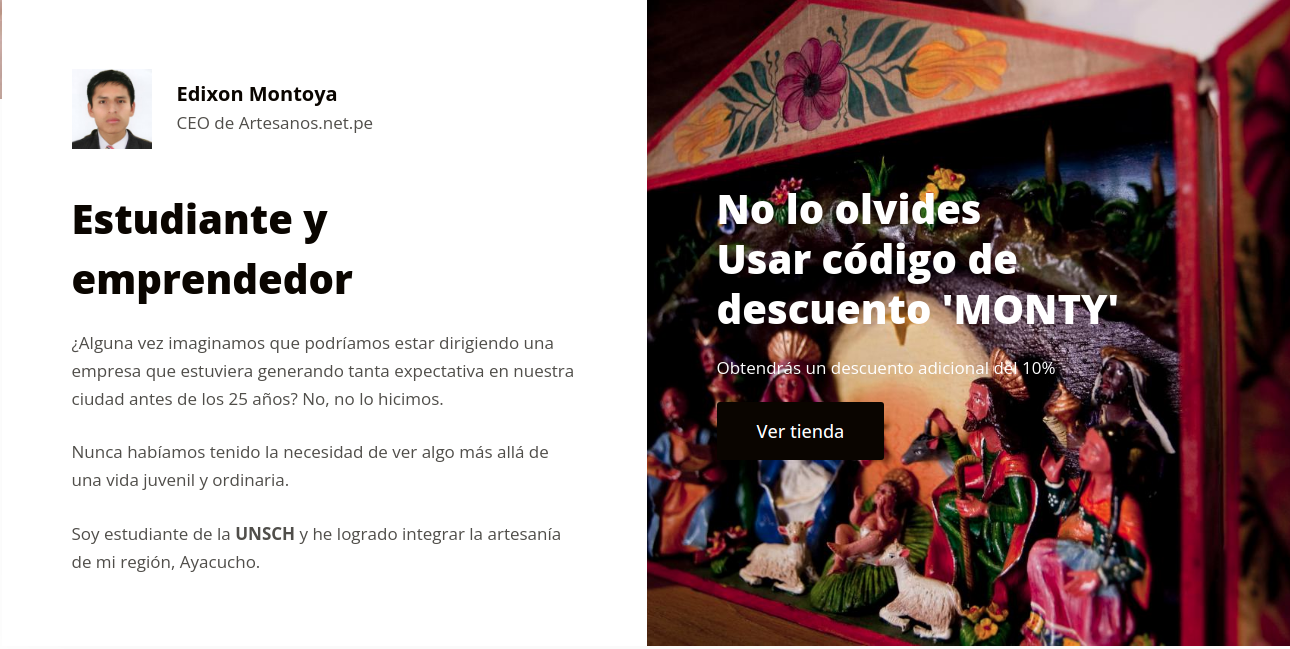 Edixon Montoya
CEO de Artesanos.net.pe
Estudiante y
emprendedor
¿Alguna vez imaginamos que podríamos estar dirigiendo una
empresa que estuviera generando tanta expectativa en nuestra
ciudad antes de los 25 años? No, no lo hicimos.
Nunca habíamos tenido la necesidad de ver algo más allá de
una vida juvenil y ordinaria.
Soy estudiante de la UNSCH y he logrado integrar la artesanía
de mi región, Ayacucho.
No lo olvides
Usar código de
descuento 'MONTY'
Obtendrás un descuento adicional del 10%
Ver tienda